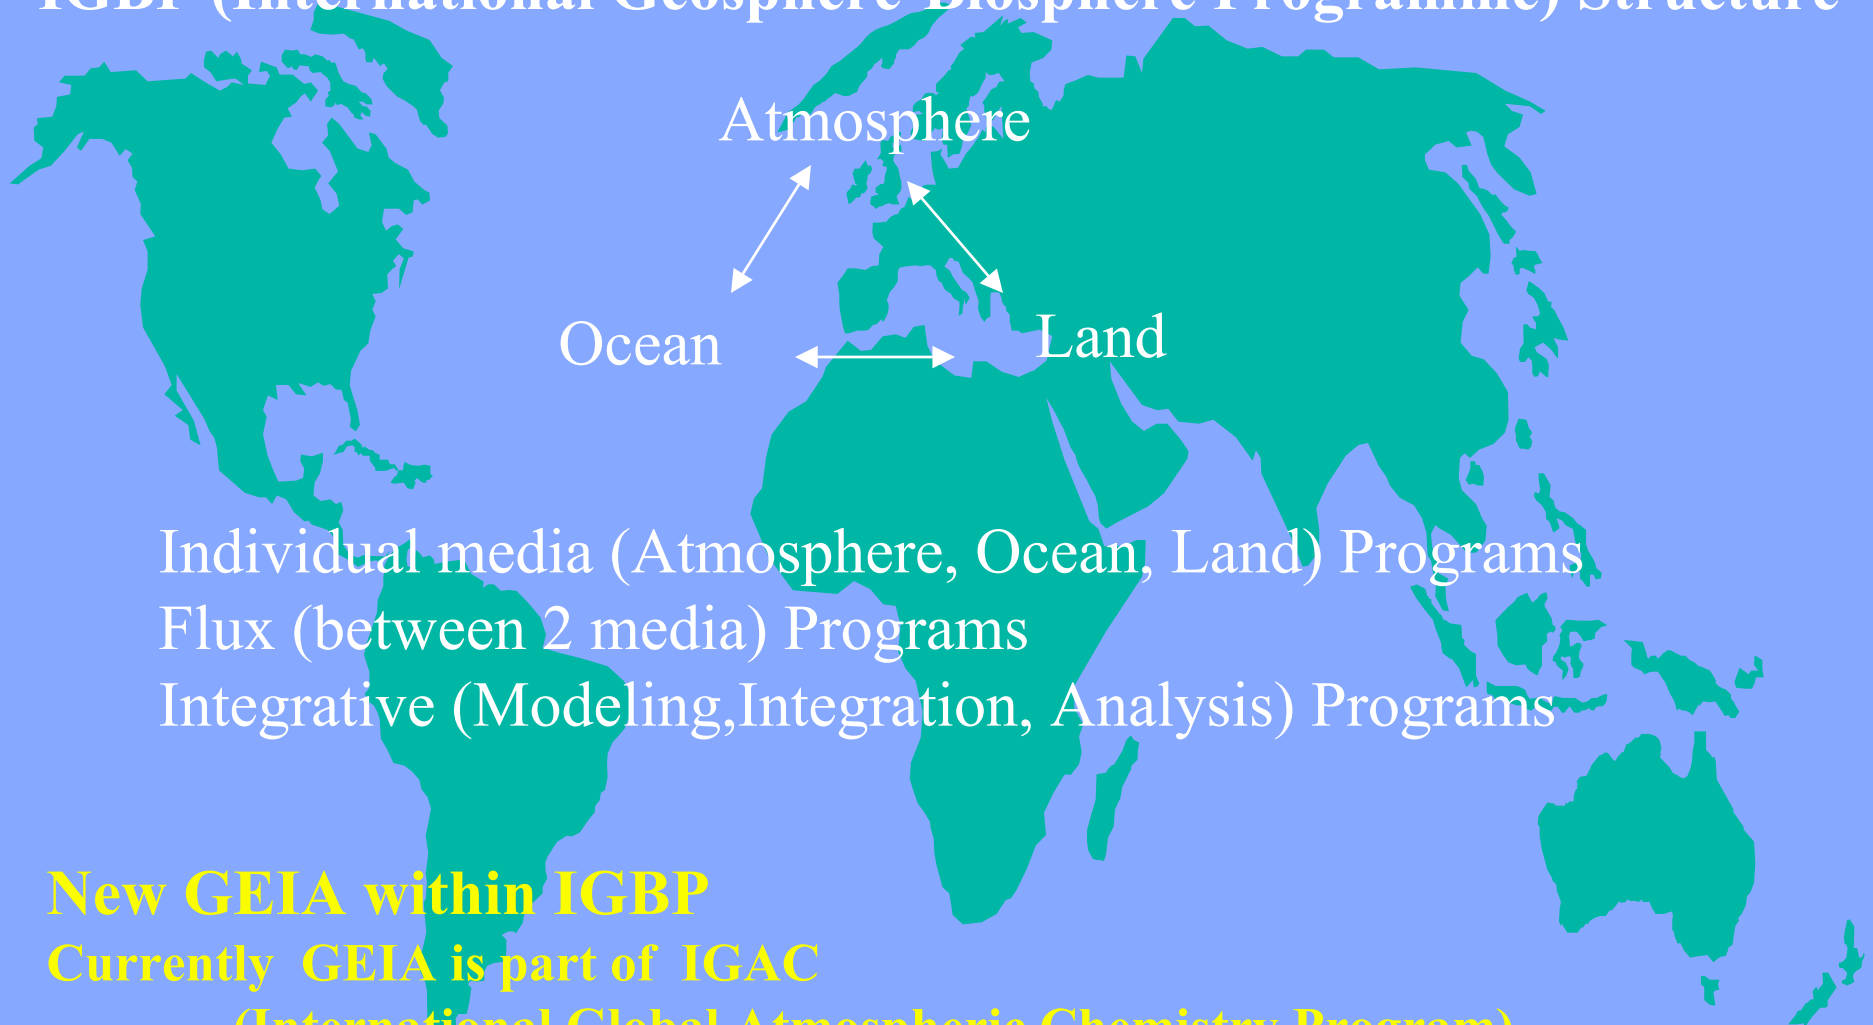 IGBP (International Geosphere-Biosphere Programme) Structure
Atmosphere
Ocean
Land
Individual media (Atmosphere, Ocean, Land) Programs
Flux (between 2 media) Programs
Integrative (Modeling,Integration, Analysis) Programs
New GEIA within IGBP
Currently GEIA is part of IGAC
(International Global Atmospheric Chemistry Program)